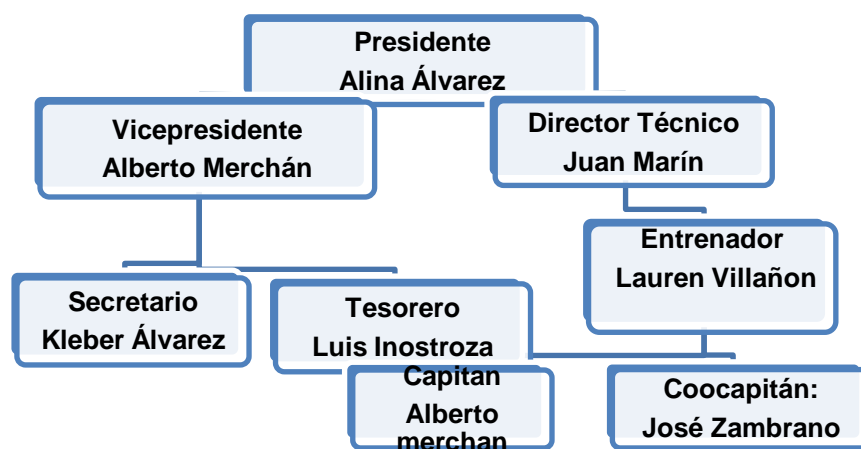 Presidente
Alina Álvarez
Vicepresidente
Alberto Merchán
Director Técnico
Juan Marín
Entrenador
Lauren Villañon
Secretario
Kleber Álvarez
Tesorero
Luis Inostroza
Capitan
Alberto
merchan
Coocapitán:
José Zambrano